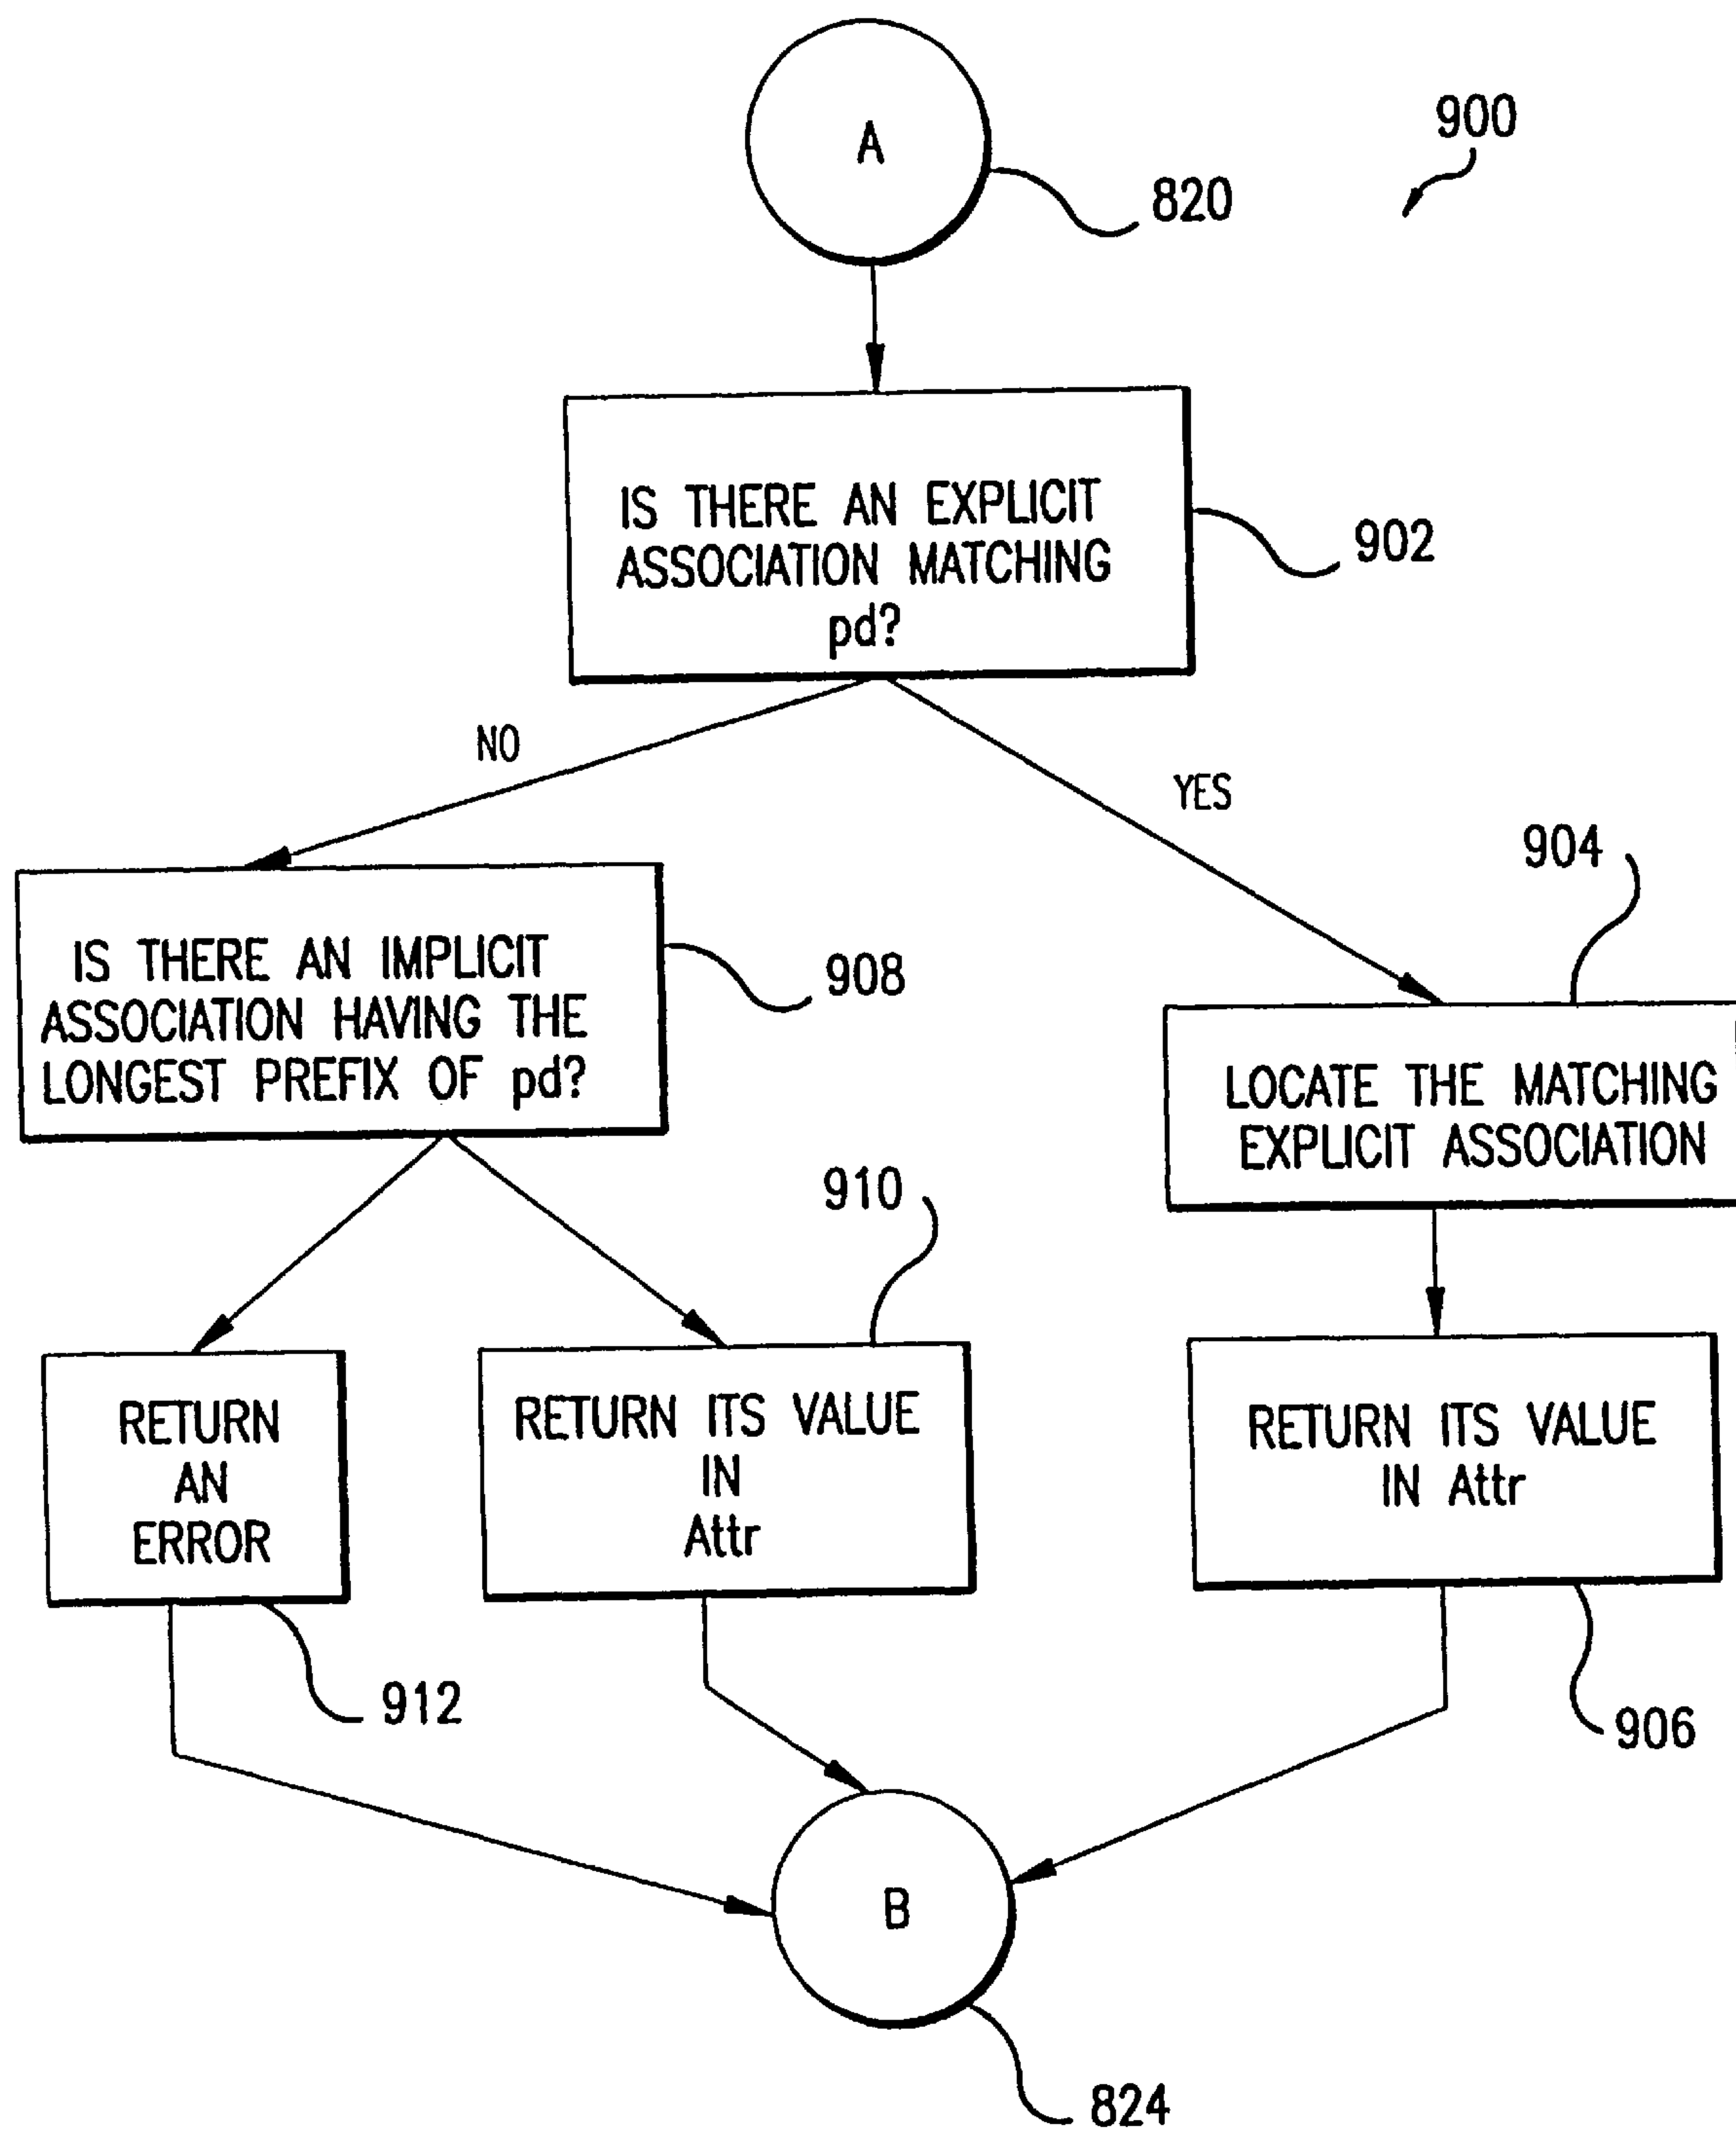 A
900
820
IS THERE AN EXPLICIT
ASSOCIATION MATCHING
pd?
902
NO
YES
904
IS THERE AN IMPLICIT
ASSOCIATION HAVING THE
LONGEST PREFIX OF pd?
908
LOCATE THE MATCHING
EXPLICIT ASSOCIATION
910
RETURN
AN
ERROR
RETURN ITS VALUE
IN
Attr
RETURN ITS VALUE
IN Attr
912
906
B
824